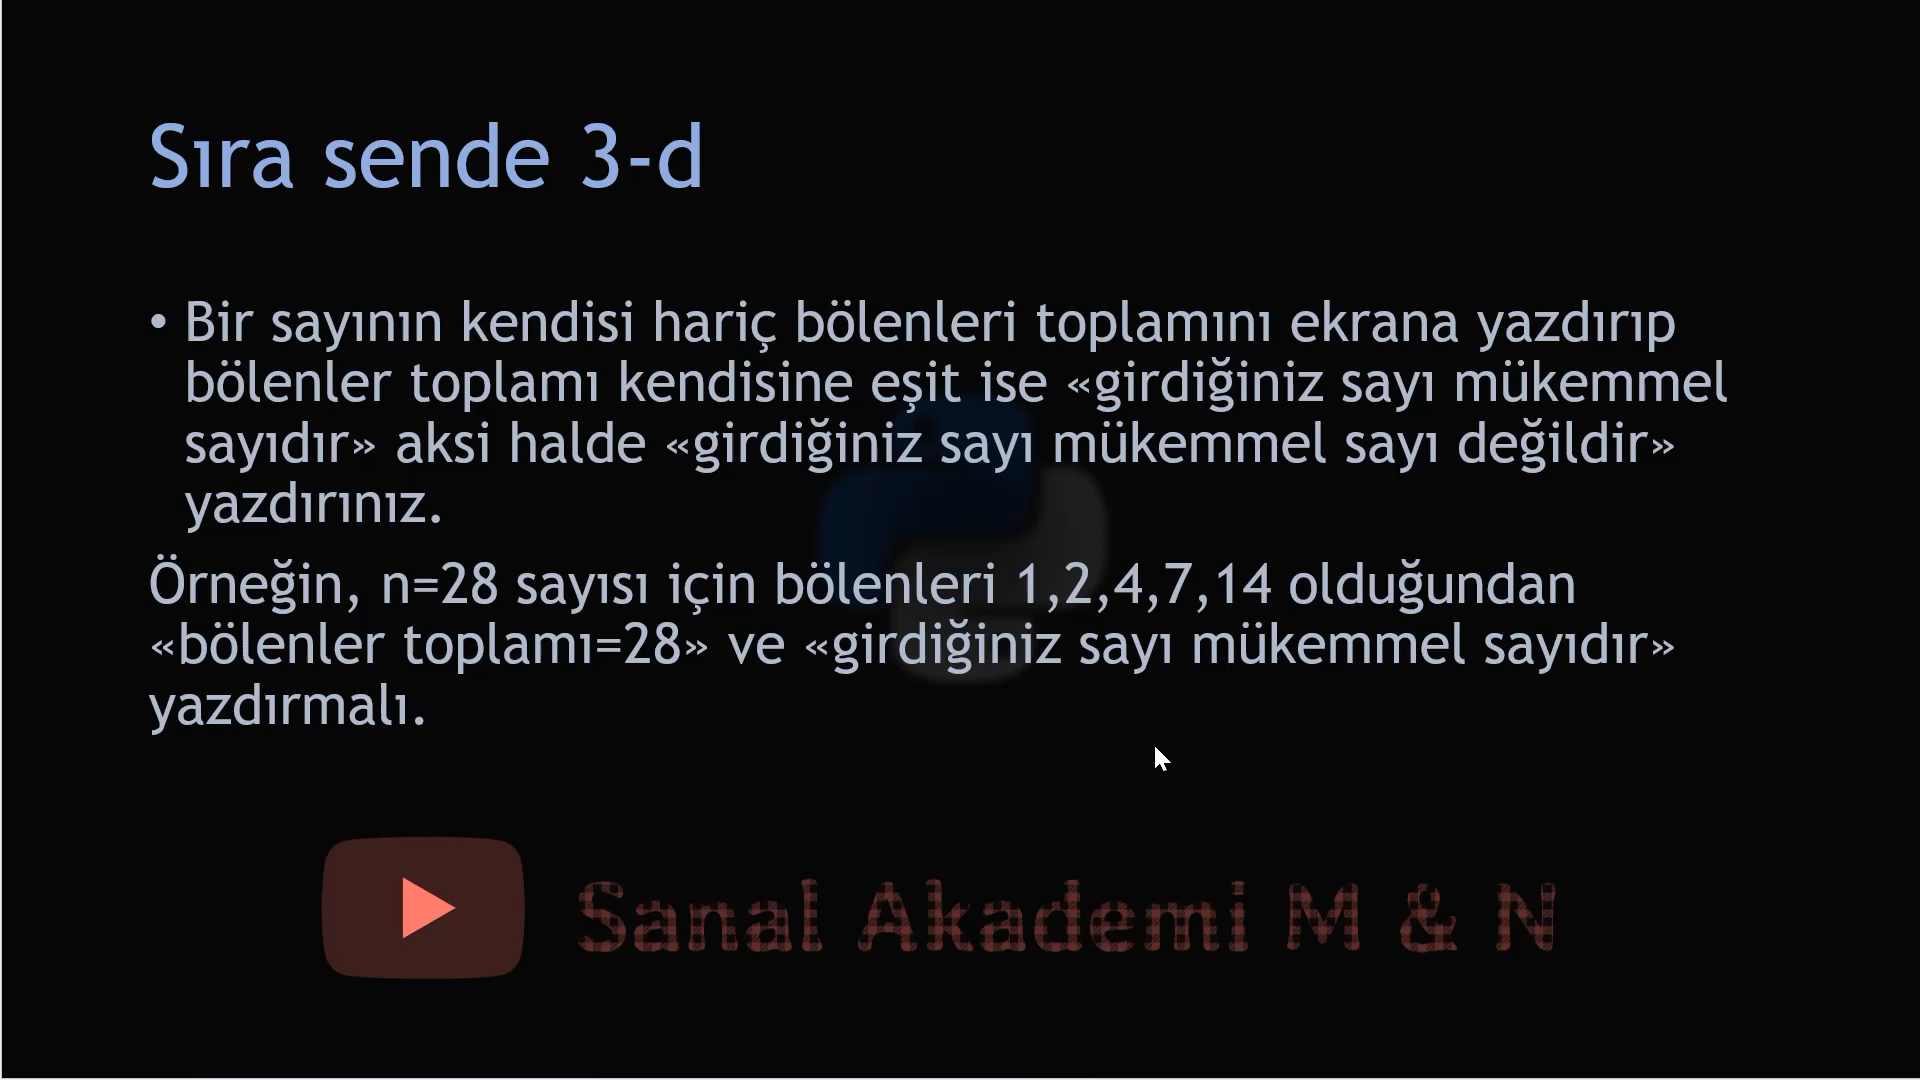 Sıra sende 3-d
• Bir sayının kendisi hariç bölenleri toplamını ekrana yazdırıp
bölenler toplamı kendisine eşit ise «girdiğiniz sayı mükemmel
sayıdır» aksi halde «girdiğiniz sayı mükemmel sayı değildir»
yazdırınız.
Örneğin, n=28 sayısı için bölenleri 1,2,4,7,14 olduğundan
«bölenler toplamı=28» ve «girdiğiniz sayı mükemmel sayıdır»
yazdırmalı.
Sanal Akademi M & N